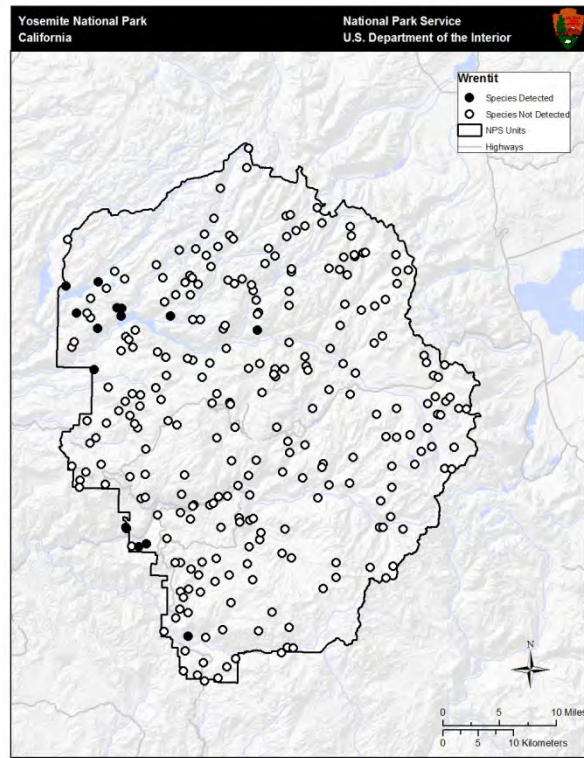 Yosemite National Park
California
National Park Service
U.S. Department of the Interior
Wrentit
Species Detected
Species Not Detected
NPS Units
Highways
N
0 5 10 Miles
0 5 10 Kilometers